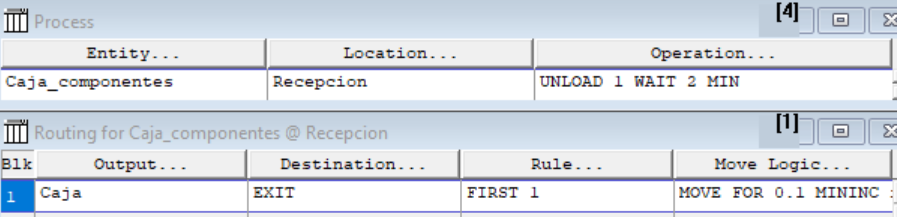 Process [4]
Entity... Location... Operation...
Caja_componentes Recepcion UNLOAD 1 WAIT 2 MIN
Routing for Caja_componentes @ Recepcion [1]
Blk Output... Destination... Rule... Move Logic...
1 Caja EXIT FIRST 1 MOVE FOR 0.1 MININC